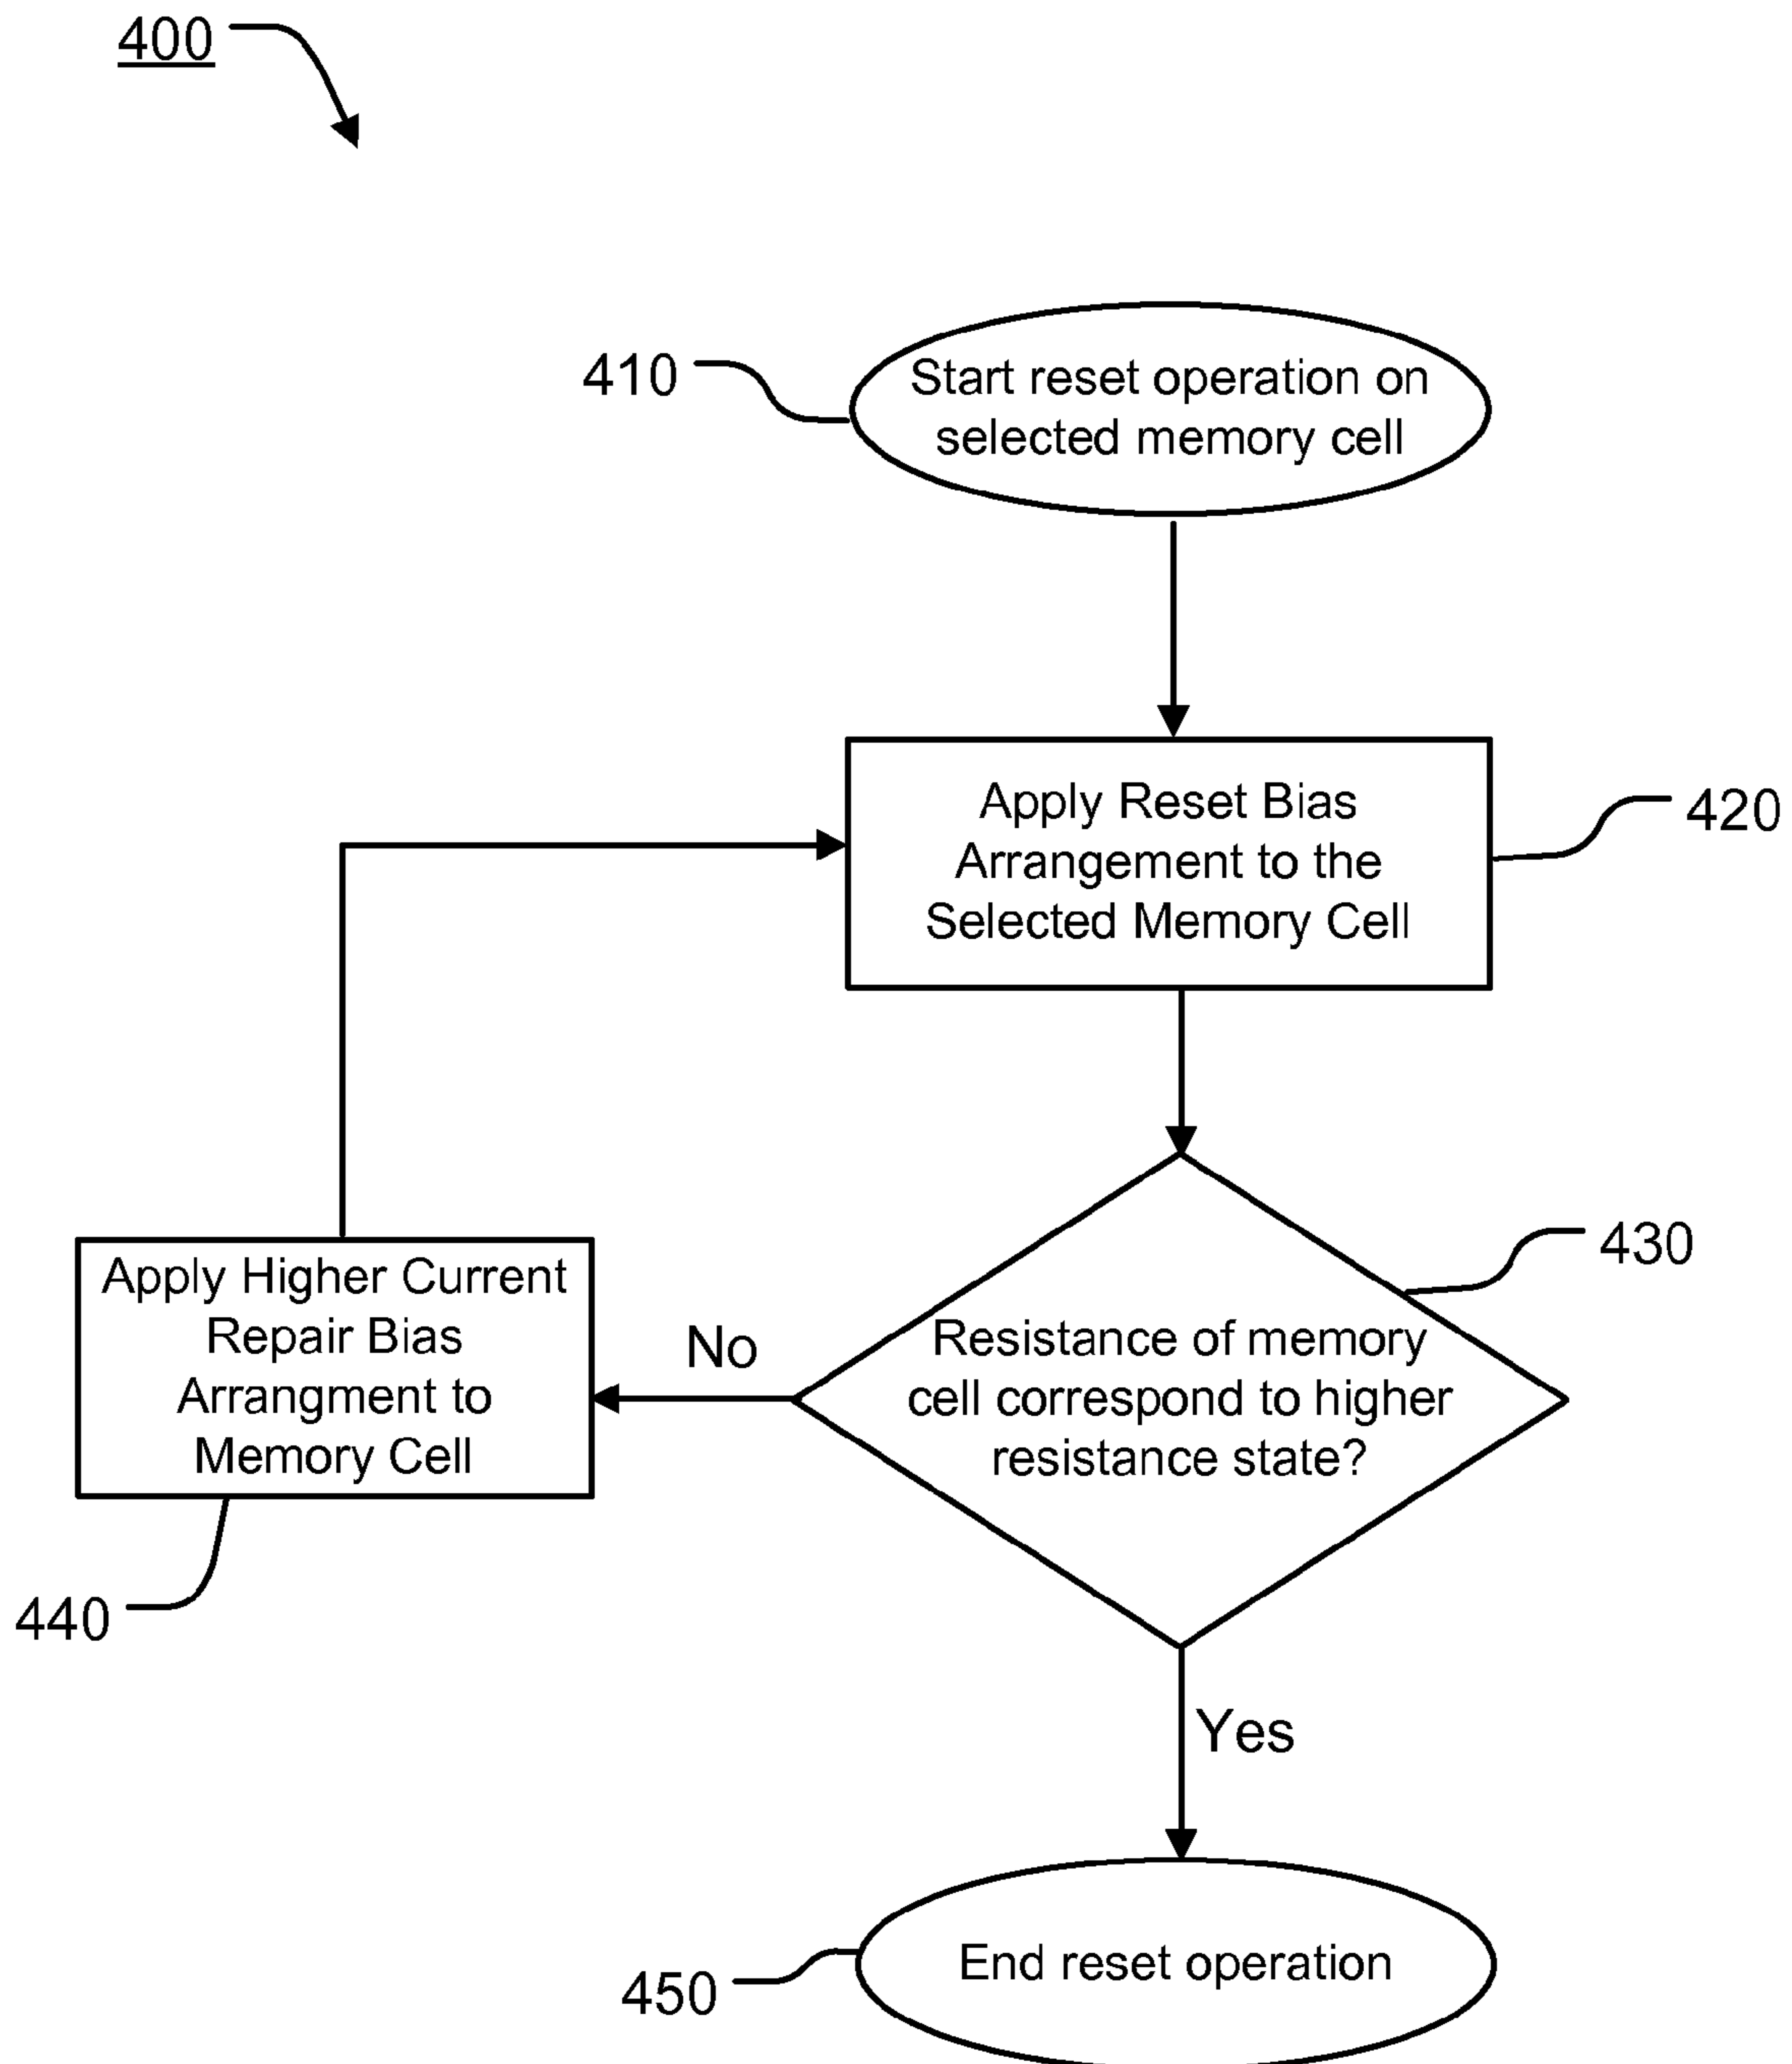 400
410
Start reset operation on
selected memory cell
Apply Reset Bias
Arrangement to the
Selected Memory Cell
420
430
Resistance of memory
cell correspond to higher
resistance state?
No
Apply Higher Current
Repair Bias
Arrangment to
Memory Cell
440
Yes
End reset operation
450